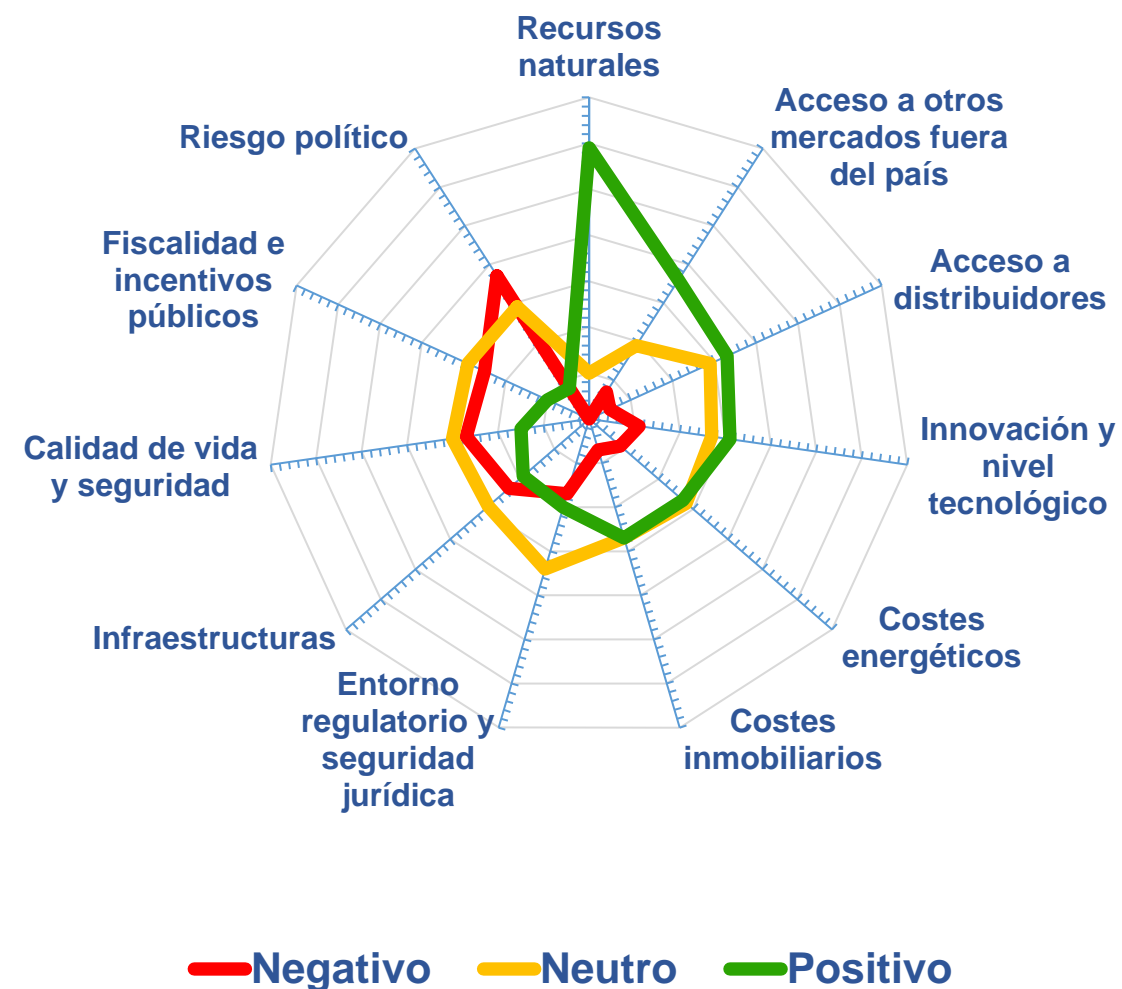 Recursos
naturales
Acceso a otros
mercados fuera
del país
Acceso a
distribuidores
Innovación y
nivel
tecnológico
Costes
energéticos
Costes
inmobiliarios
Entorno
regulatorio y
seguridad
jurídica
Infraestructuras
Calidad de vida
y seguridad
Fiscalidad e
incentivos
públicos
Riesgo político
Negativo
Neutro
Positivo